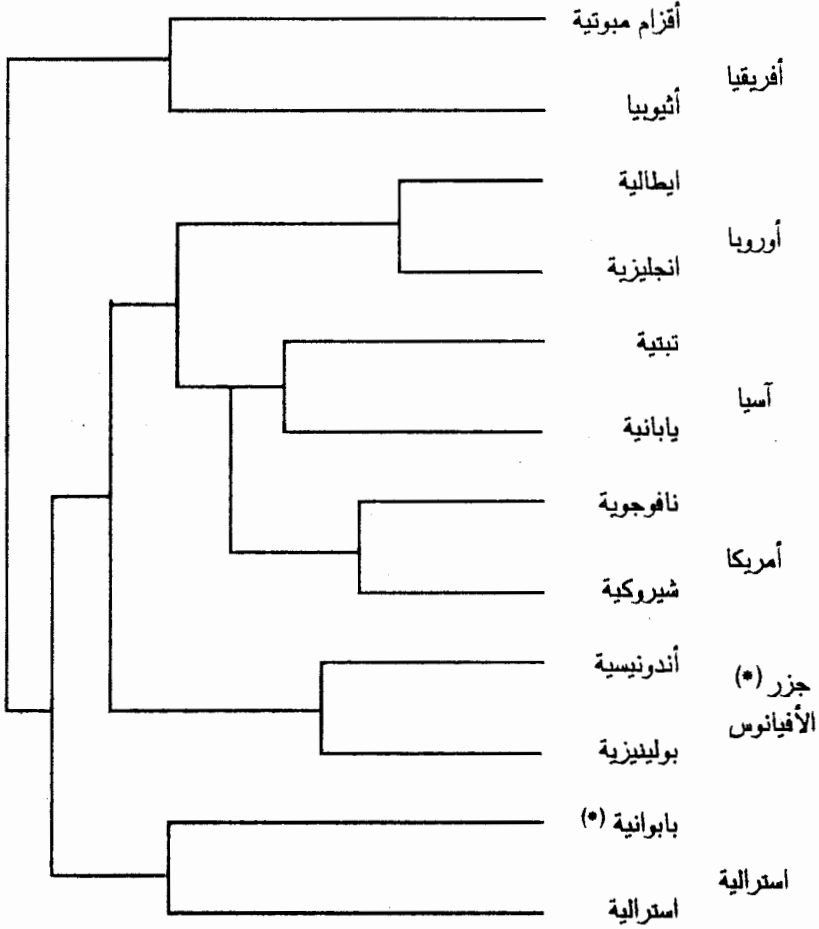 أقزام مبوتية
أفريقيا
أثيوبيا
ايطالية
أوروبا
انجليزية
تبتية
آسيا
يابانية
نافوجوية
أمريكا
شيروكية
أندونيسية
جزر (*)
الأفيانوس
بولينيزية
بابوانية (*)
استرالية
استرالية